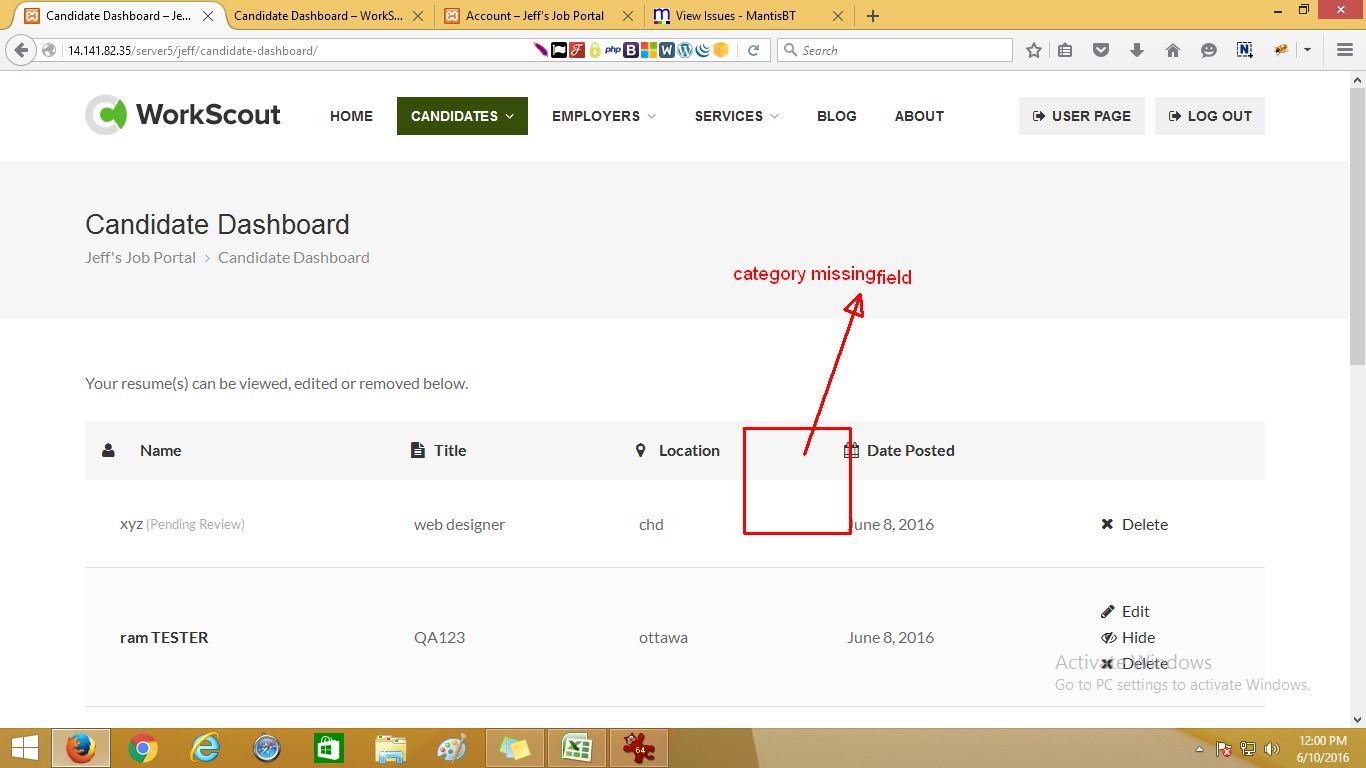 Candidate Dashboard – Je...
Candidate Dashboard – WorkS...
Account – Jeff's Job Portal
View Issues - MantisBT
14.141.82.35/server5/jeff/candidate-dashboard/
php
Search
WorkScout
HOME
CANDIDATES
EMPLOYERS
SERVICES
BLOG
ABOUT
USER PAGE
LOG OUT
Candidate Dashboard
Jeff's Job Portal > Candidate Dashboard
category missing field
Your resume(s) can be viewed, edited or removed below.
Name Title Location Date Posted
xyz (Pending Review) web designer chd June 8, 2016 Delete
Edit
ram TESTER QA123 ottawa June 8, 2016 Hide
Delete
Activate Windows
Go to PC settings to activate Windows.
64
12:00 PM
6/10/2016